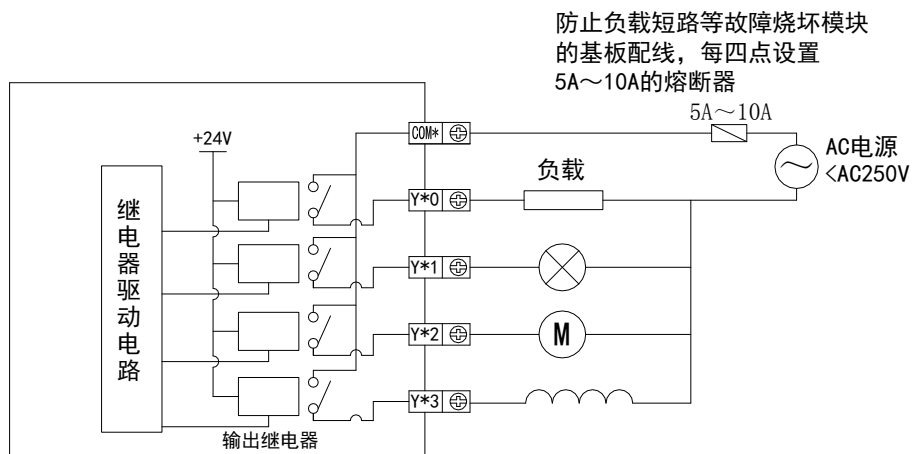 防止负载短路等故障烧坏模块
的基板配线，每四点设置
5A～10A的熔断器
5A～10A
COM*
+24V
AC电源
<AC250V
负载
Y*0
继电器驱动电路
Y*1
Y*2
M
Y*3
输出继电器